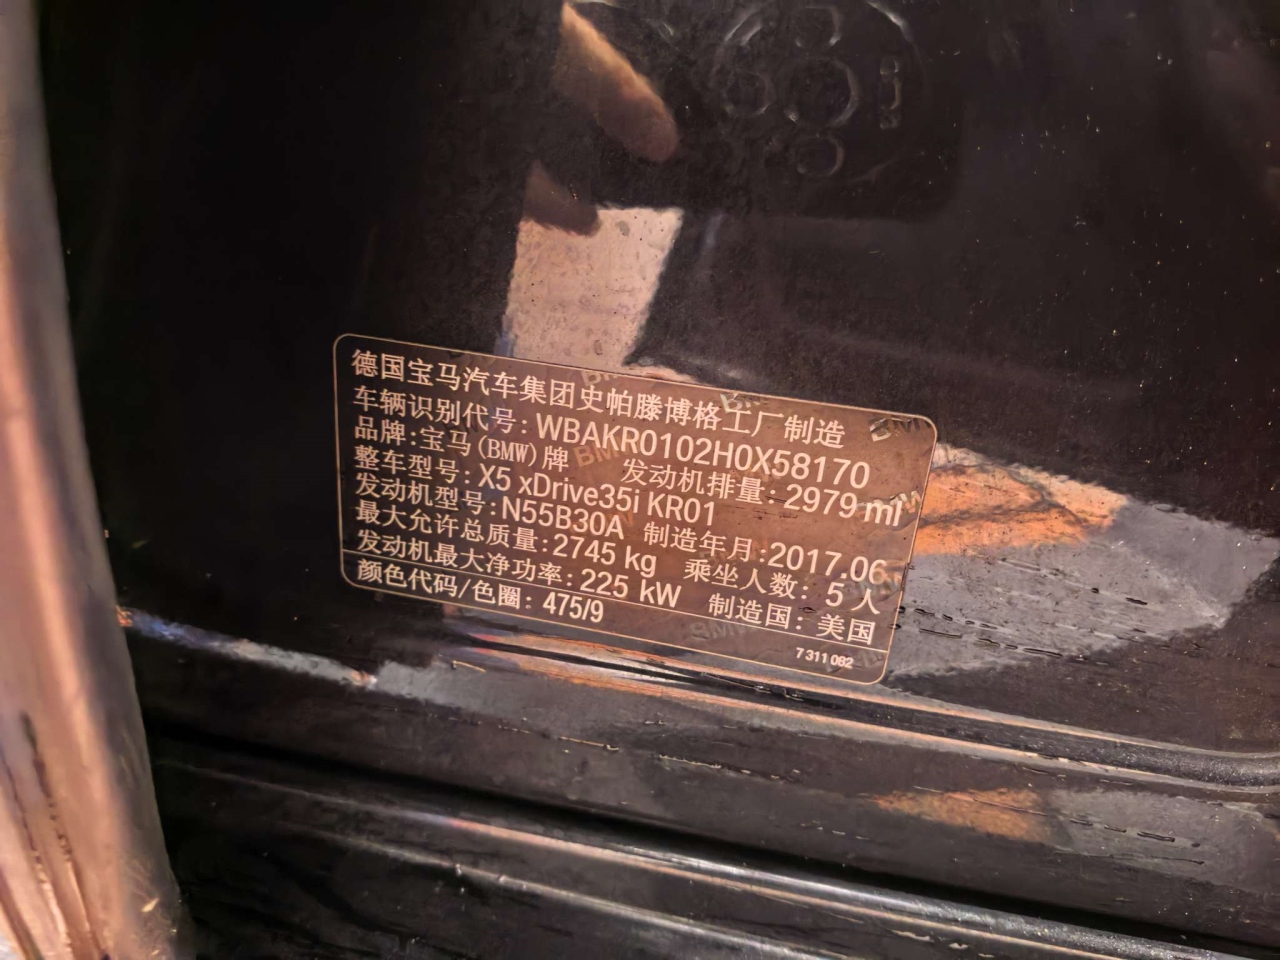 德国宝马汽车集团史帕滕博格工厂制造
车辆识别代号: WBAKR0102H0X58170
品牌: 宝马(BMW)牌 发动机排量: 2979 ml
整车型号: X5 xDrive35i KR01
发动机型号: N55B30A 制造年月: 2017.06
最大允许总质量: 2745 kg 乘坐人数: 5人
发动机最大净功率: 225 kW 制造国: 美国
颜色代码/色圈: 475/9
7 311 082